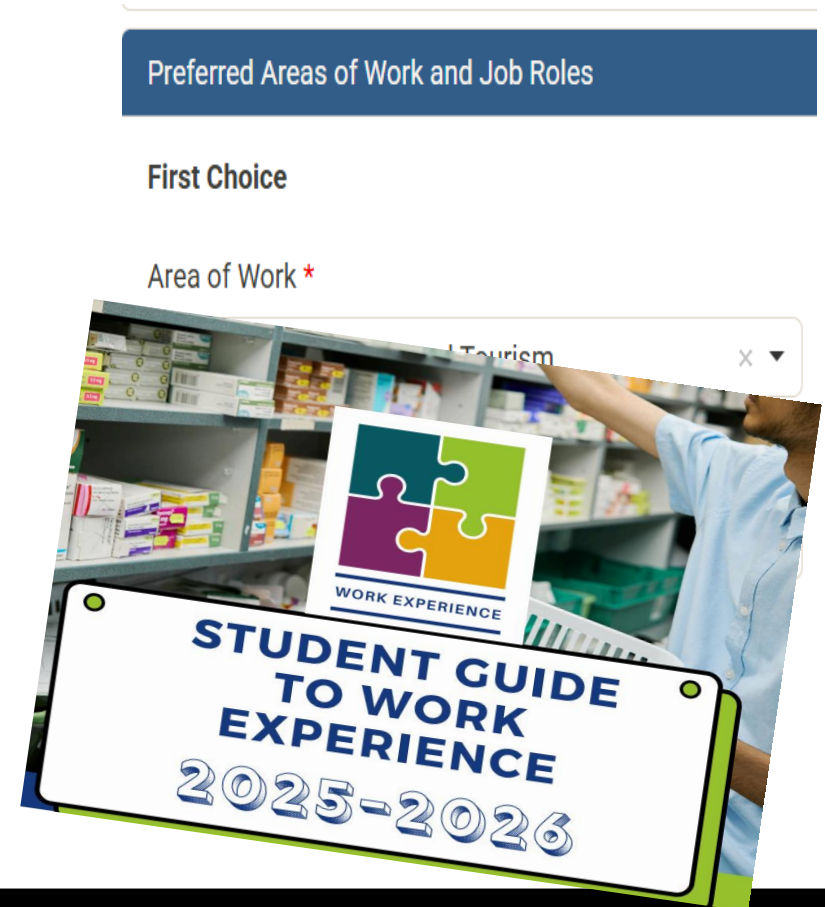 Preferred Areas of Work and Job Roles
First Choice
Area of Work *
Tourism
WORK EXPERIENCE
STUDENT GUIDE
TO WORK
EXPERIENCE
2025-2026